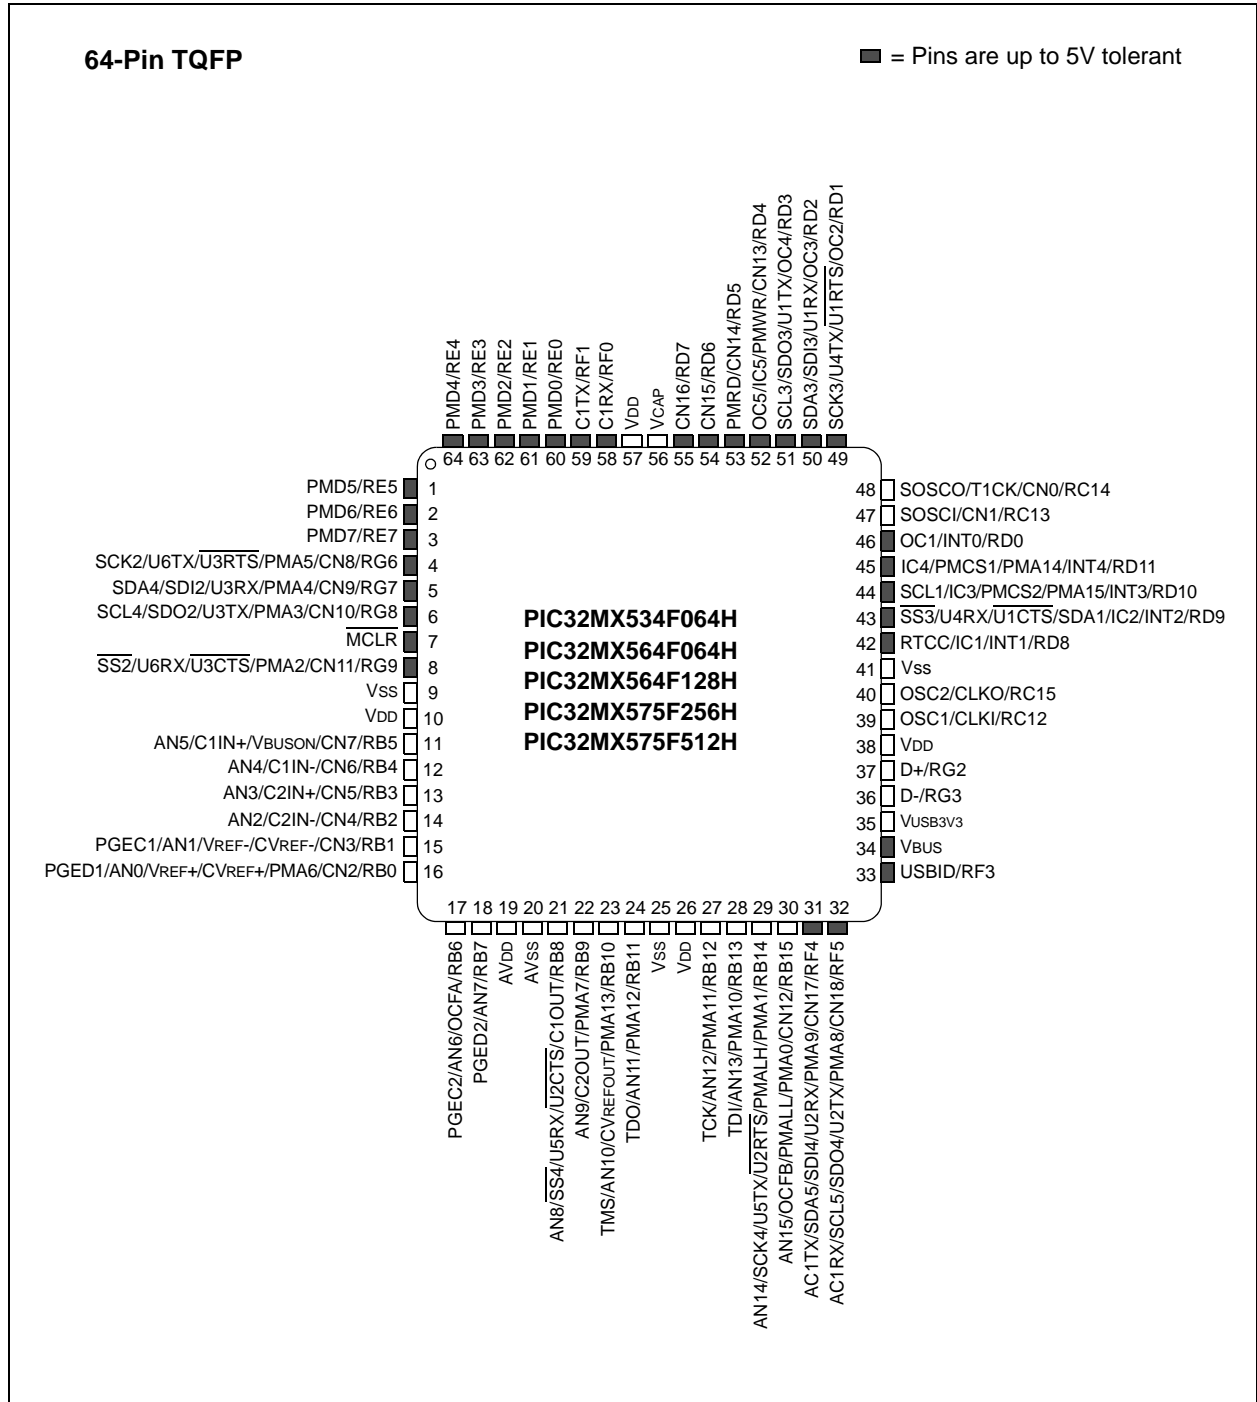 64-Pin TQFP
= Pins are up to 5V tolerant
PMD4/RE4
PMD3/RE3
PMD2/RE2
PMD1/RE1
PMD0/RE0
C1TX/RF1
C1RX/RF0
VDD
VCAP
CN16/RD7
CN15/RD6
PMRD/CN14/RD5
OC5/IC5/PMWR/CN13/RD4
SCL3/SDO3/U1TX/OC4/RD3
SDA3/SDI3/U1RX/OC3/RD2
SCK3/U4TX/U1RTS/OC2/RD1
64 63 62 61 60 59 58 57 56 55 54 53 52 51 50 49
PMD5/RE5 1
PMD6/RE6 2
PMD7/RE7 3
SCK2/U6TX/U3RTS/PMA5/CN8/RG6 4
SDA4/SDI2/U3RX/PMA4/CN9/RG7 5
SCL4/SDO2/U3TX/PMA3/CN10/RG8 6
MCLR 7
SS2/U6RX/U3CTS/PMA2/CN11/RG9 8
VSS 9
VDD 10
AN5/C1IN+/VBUSON/CN7/RB5 11
AN4/C1IN-/CN6/RB4 12
AN3/C2IN+/CN5/RB3 13
AN2/C2IN-/CN4/RB2 14
PGEC1/AN1/VREF-/CVREF-/CN3/RB1 15
PGED1/AN0/VREF+/CVREF+/PMA6/CN2/RB0 16
PIC32MX534F064H
PIC32MX564F064H
PIC32MX564F128H
PIC32MX575F256H
PIC32MX575F512H
48 SOSCO/T1CK/CN0/RC14
47 SOSCI/CN1/RC13
46 OC1/INT0/RD0
45 IC4/PMCS1/PMA14/INT4/RD11
44 SCL1/IC3/PMCS2/PMA15/INT3/RD10
43 SS3/U4RX/U1CTS/SDA1/IC2/INT2/RD9
42 RTCC/IC1/INT1/RD8
41 Vss
40 OSC2/CLKO/RC15
39 OSC1/CLKI/RC12
38 VDD
37 D+/RG2
36 D-/RG3
35 VUSB3V3
34 VBUS
33 USBID/RF3
17 18 19 20 21 22 23 24 25 26 27 28 29 30 31 32
PGEC2/AN6/OCFA/RB6
PGED2/AN7/RB7
AVDD
AVSS
AN8/SS4/U5RX/U2CTS/C1OUT/RB8
AN9/C2OUT/PMA7/RB9
TMS/AN10/CVREFOUT/PMA13/RB10
TDO/AN11/PMA12/RB11
VSS
VDD
TCK/AN12/PMA11/RB12
TDI/AN13/PMA10/RB13
AN14/SCK4/U5TX/U2RTS/PMALH/PMA1/RB14
AN15/OCFB/PMALL/PMA0/CN12/RB15
AC1TX/SDA5/SDI4/U2RX/PMA9/CN17/RF4
AC1RX/SCL5/SDO4/U2TX/PMA8/CN18/RF5